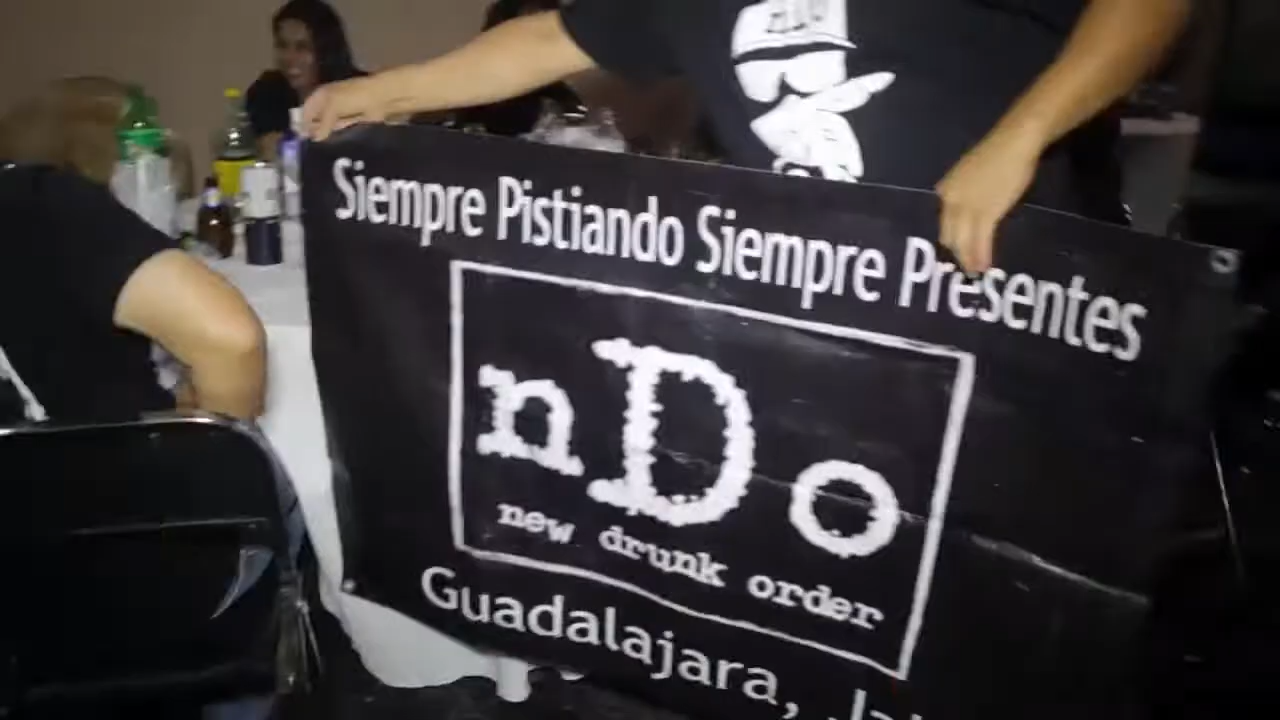 Siempre Pistiando Siempre Presentes
nDo
new drunk order
Guadalajara,